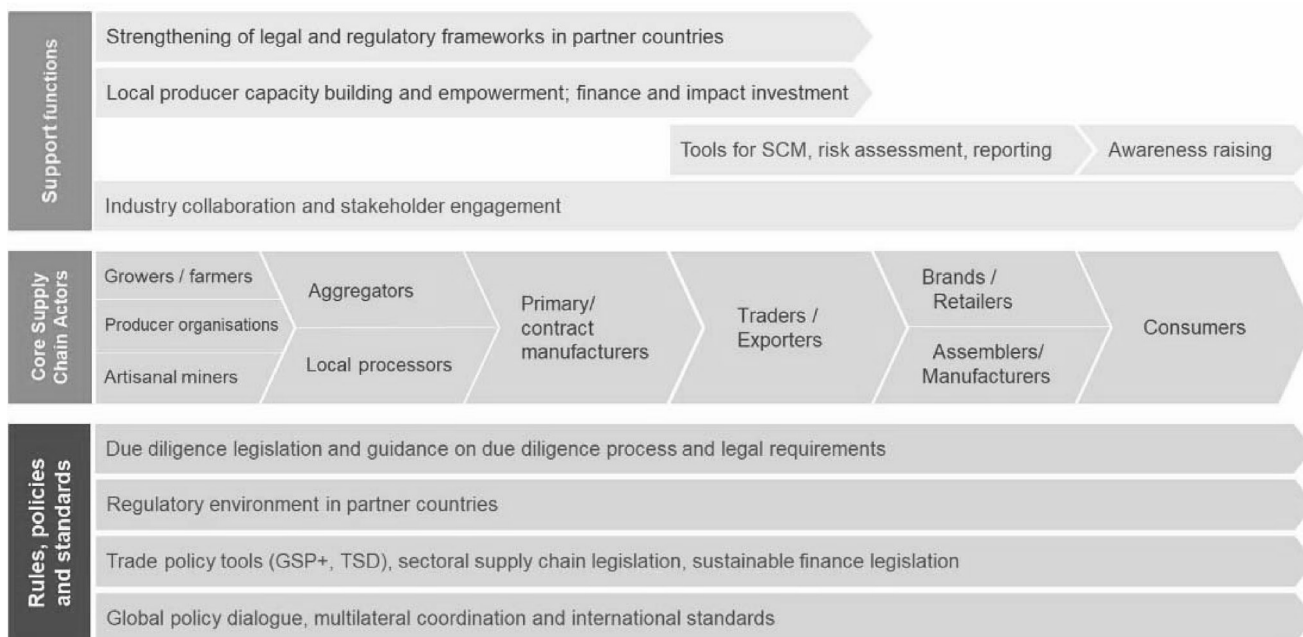 Support functions
Strengthening of legal and regulatory frameworks in partner countries
Local producer capacity building and empowerment; finance and impact investment
Tools for SCM, risk assessment, reporting
Awareness raising
Industry collaboration and stakeholder engagement
Core Supply
Chain Actors
Growers / farmers
Producer organisations
Artisanal miners
Aggregators
Local processors
Primary/
contract
manufacturers
Traders /
Exporters
Brands /
Retailers
Assemblers/
Manufacturers
Consumers
Rules, policies
and standards
Due diligence legislation and guidance on due diligence process and legal requirements
Regulatory environment in partner countries
Trade policy tools (GSP+, TSD), sectoral supply chain legislation, sustainable finance legislation
Global policy dialogue, multilateral coordination and international standards